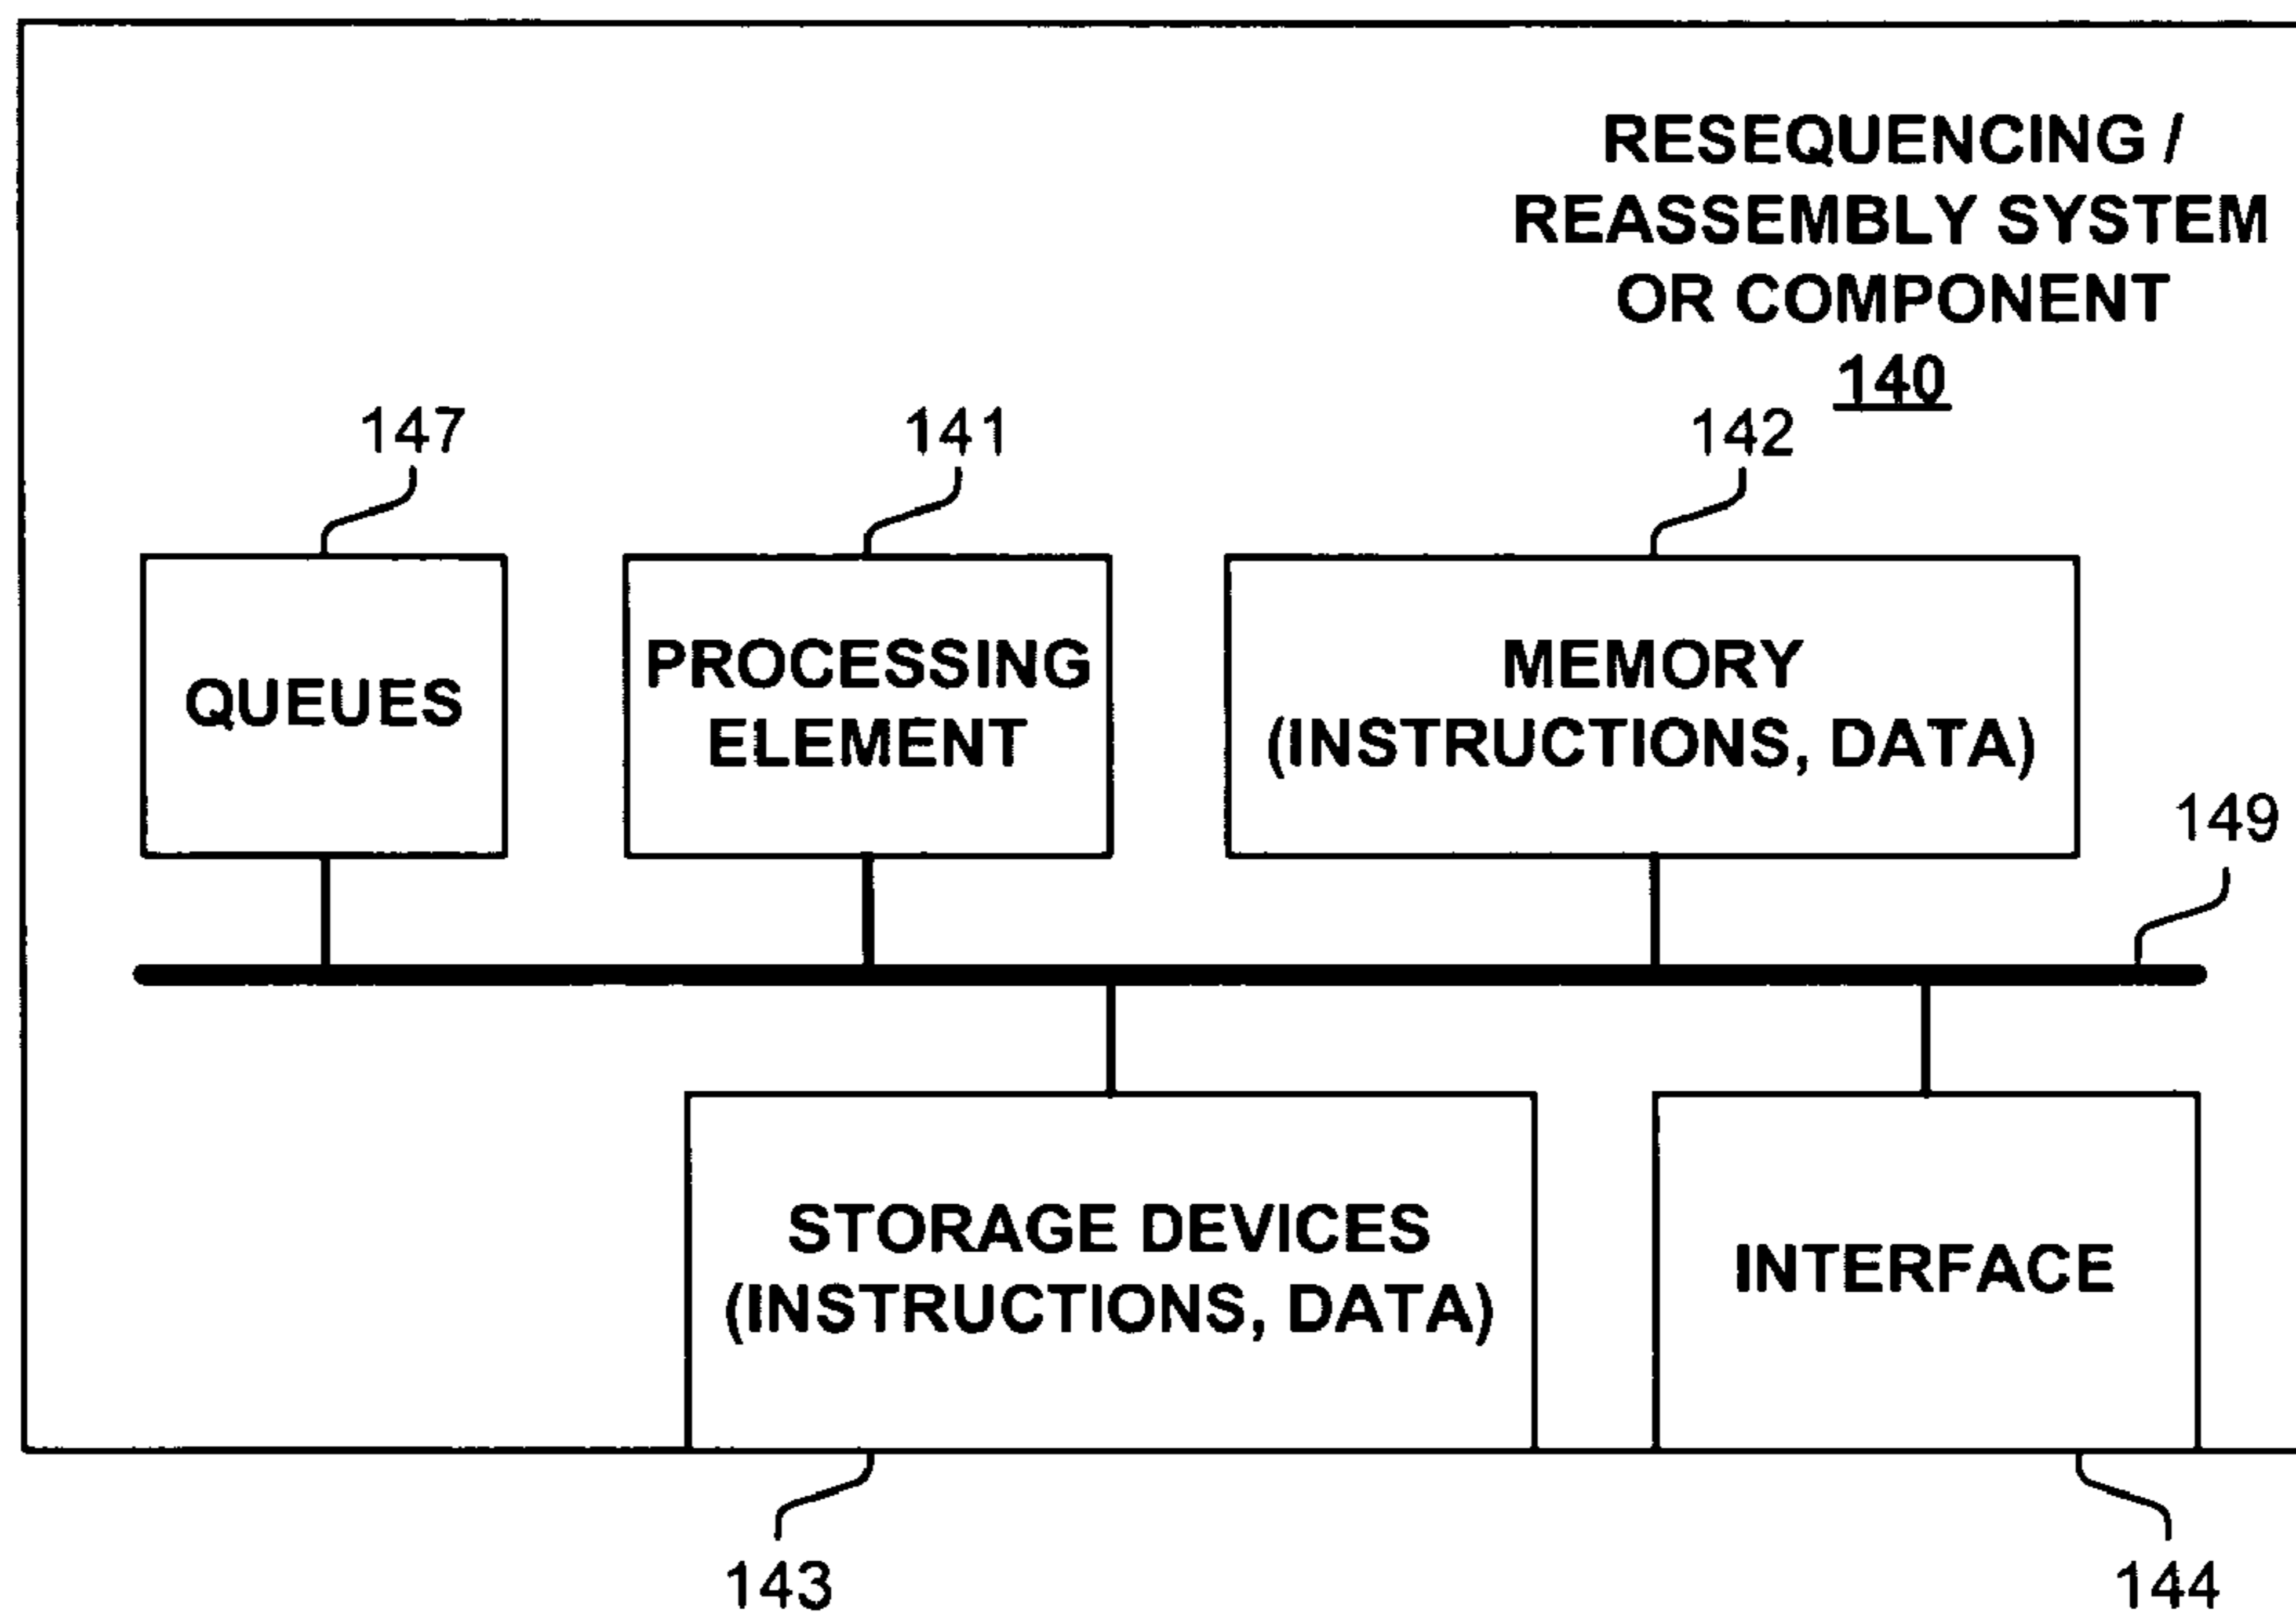 RESEQUENCING /
REASSEMBLY SYSTEM
OR COMPONENT
140
147
141
142
QUEUES
PROCESSING
ELEMENT
MEMORY
(INSTRUCTIONS, DATA)
149
STORAGE DEVICES
(INSTRUCTIONS, DATA)
INTERFACE
143
144